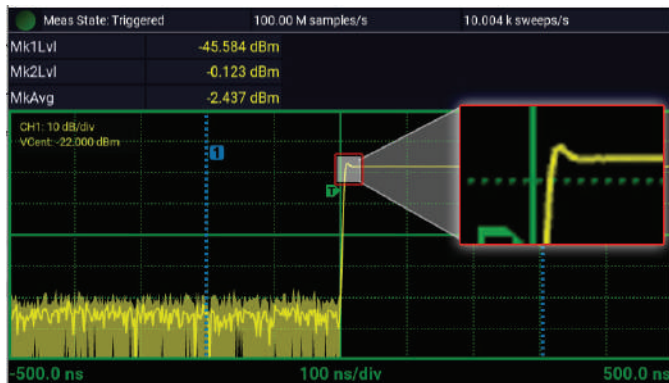 Meas State: Triggered 100.00 M samples/s 10.004 k sweeps/s
Mk1Lvl -45.584 dBm
Mk2Lvl -0.123 dBm
MkAvg -2.437 dBm
CH1: 10 dB/div
VCent: -22.000 dBm
1
T
-500.0 ns 100 ns/div 500.0 ns